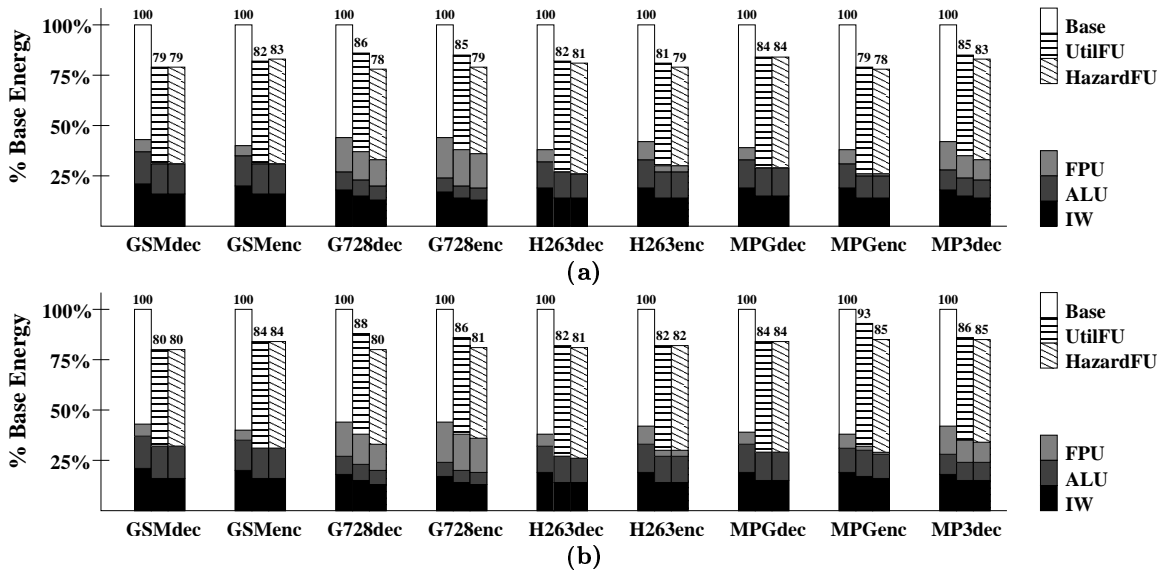 % Base Energy
100%
75%
50%
25%
100 79 79
100 82 83
100 86 78
100 85 79
100 82 81
100 81 79
100 84 84
100 79 78
100 85 83
GSMdec GSMenc G728dec G728enc H263dec H263enc MPGdec MPGenc MP3dec
Base
UtilFU
HazardFU
FPU
ALU
IW
(a)
% Base Energy
100%
75%
50%
25%
100 80 80
100 84 84
100 88 80
100 86 81
100 82 81
100 82 82
100 84 84
100 93 85
100 86 85
GSMdec GSMenc G728dec G728enc H263dec H263enc MPGdec MPGenc MP3dec
Base
UtilFU
HazardFU
FPU
ALU
IW
(b)